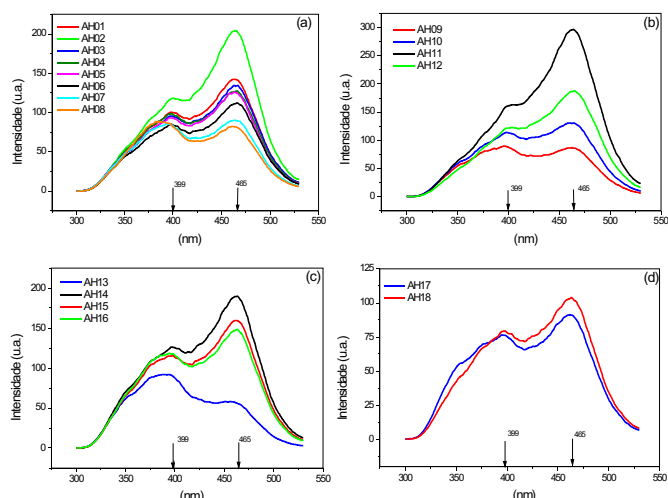 (a)
AH01
AH02
AH03
AH04
AH05
AH06
AH07
AH08
Intensidade (u.a.)
200
150
100
50
0
399
465
300 350 400 450 500 550
(nm)
(b)
AH09
AH10
AH11
AH12
Intensidade (u.a.)
300
250
200
150
100
50
0
399
465
300 350 400 450 500 550
(nm)
(c)
AH13
AH14
AH15
AH16
Intensidade (u.a.)
200
150
100
50
0
399
465
300 350 400 450 500 550
(nm)
(d)
AH17
AH18
Intensidade (u.a.)
125
100
75
50
25
0
399
465
300 350 400 450 500 550
(nm)